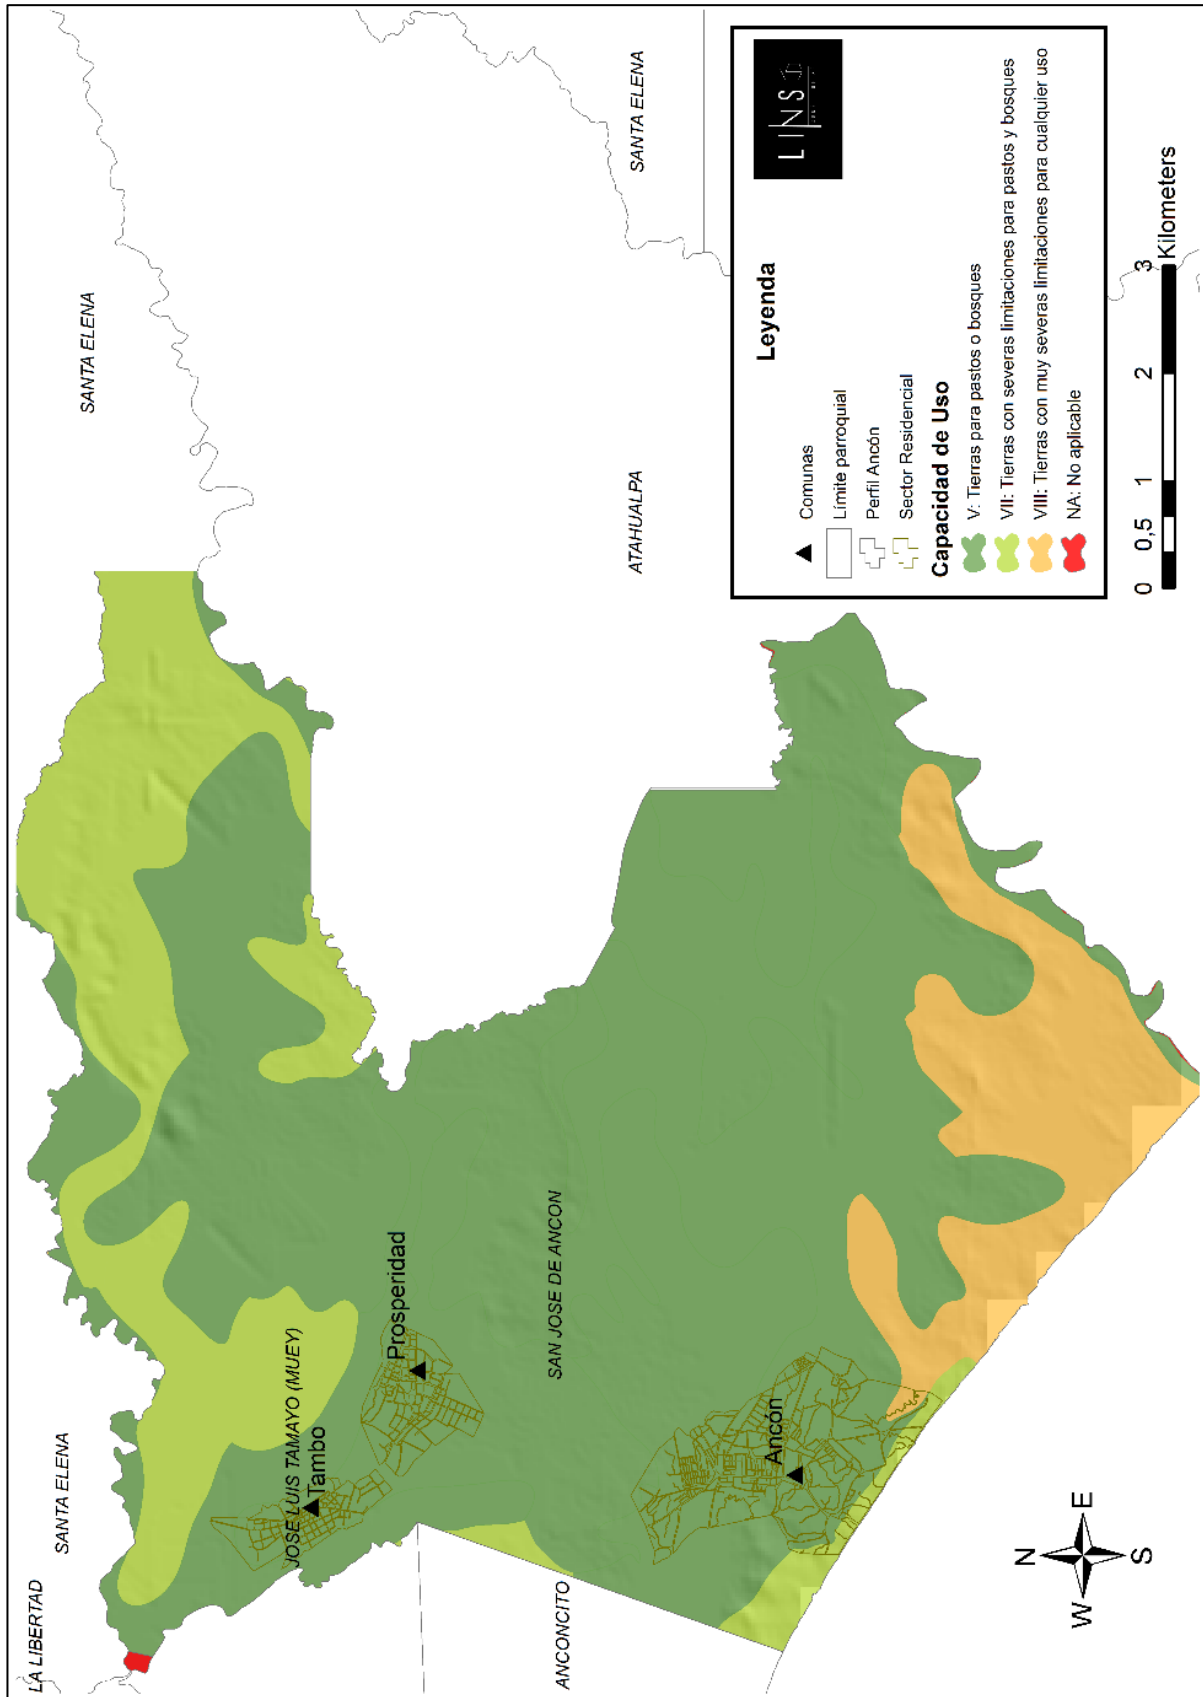 LA LIBERTAD
SANTA ELENA
SANTA ELENA
SANTA ELENA
JOSE LUIS TAMAYO (MUEY)
Tambo
Prosperidad
ANCONCITO
SAN JOSE DE ANCON
ATAHUALPA
Ancón
N
W
E
S
LINS
Leyenda
Comunas
Límite parroquial
Perfil Ancón
Sector Residencial
Capacidad de Uso
V: Tierras para pastos o bosques
VII: Tierras con severas limitaciones para pastos y bosques
VIII: Tierras con muy severas limitaciones para cualquier uso
NA: No aplicable
0 0,5 1 2 3
Kilometers